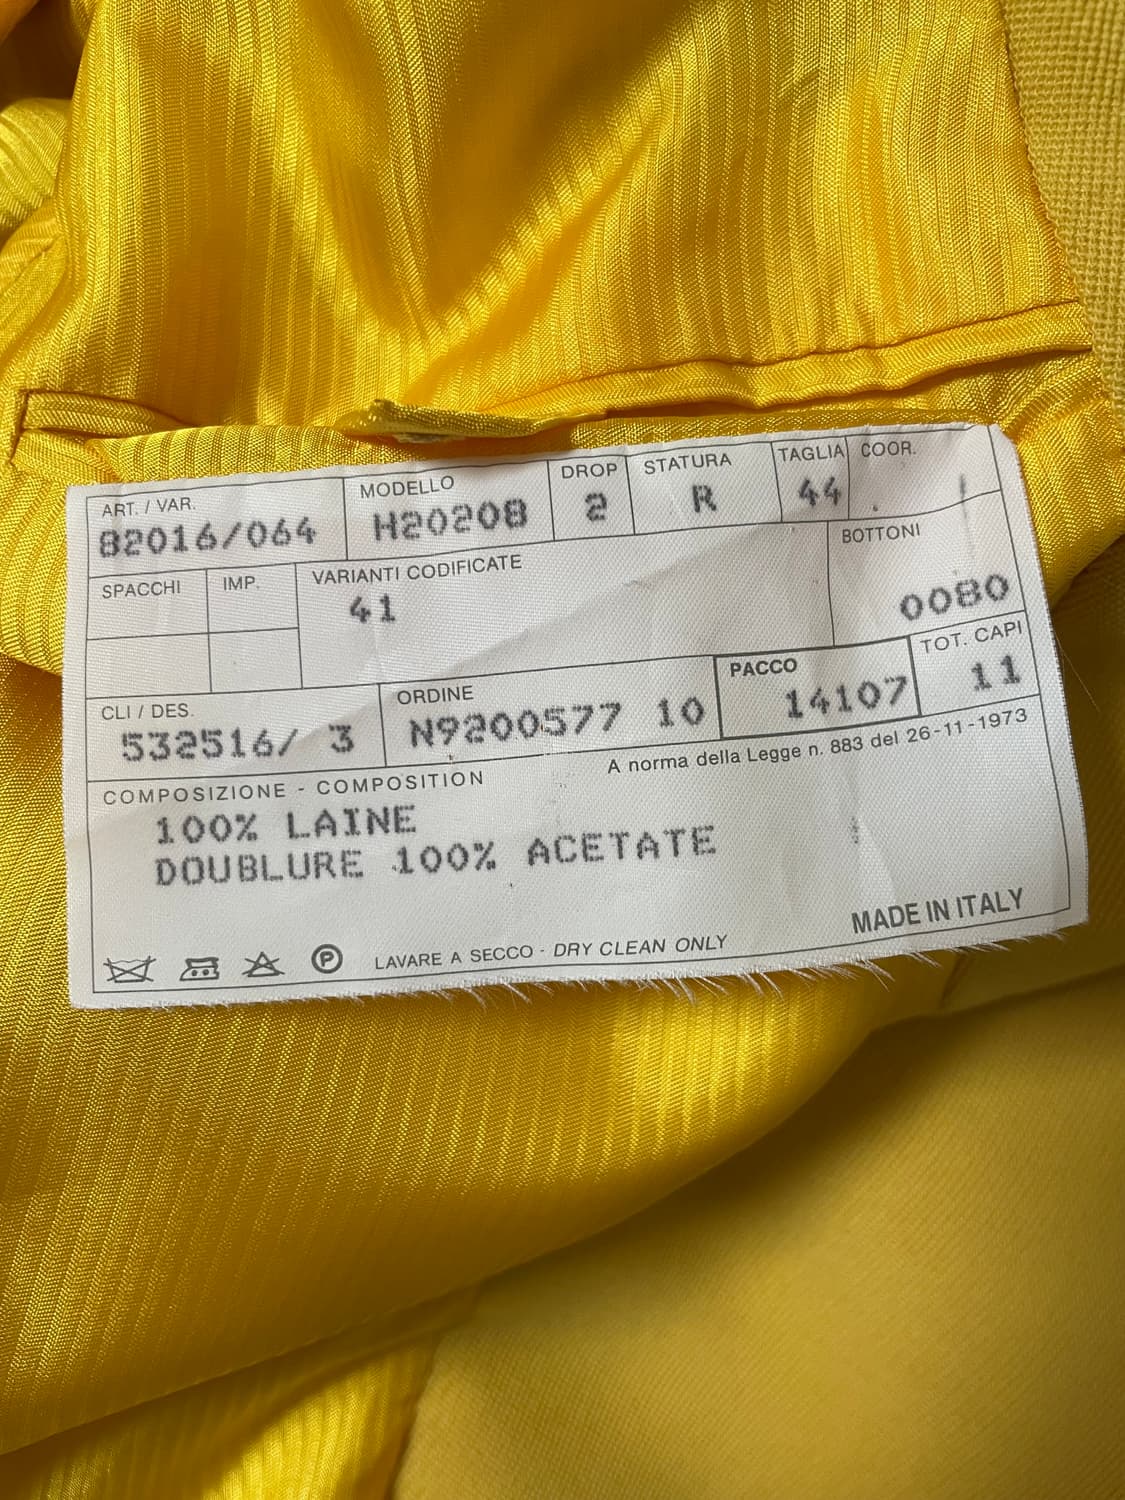 ART. / VAR. MODELLO DROP STATURA TAGLIA COOR.
82016/064 H20208 2 R 44
SPACCHI IMP. VARIANTI CODIFICATE BOTTONI
41 0080
CLI / DES. ORDINE PACCO TOT. CAPI
532516/ 3 N9200577 10 14107 11
A norma della Legge n. 883 del 26-11-1973
COMPOSIZIONE - COMPOSITION
100% LAINE
DOUBLURE 100% ACETATE
MADE IN ITALY
P LAVARE A SECCO - DRY CLEAN ONLY